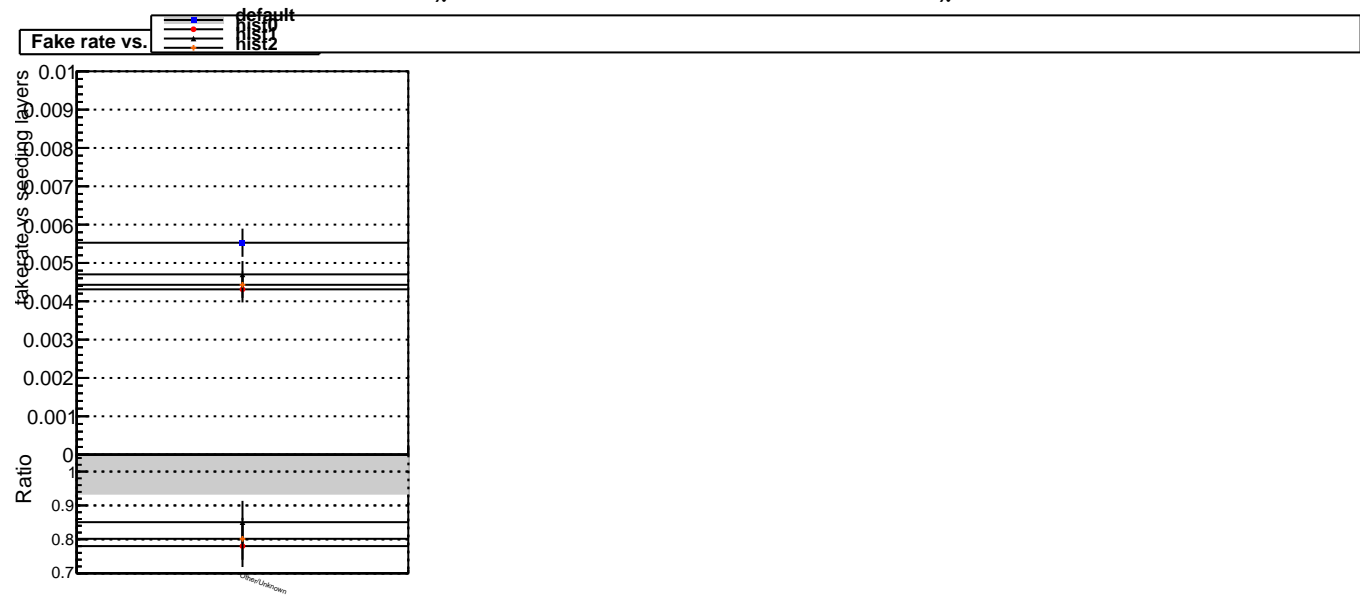 default
hist0
hist1
hist2
Fake rate vs.
fakerate vs seeding layers
0.01
0.009
0.008
0.007
0.006
0.005
0.004
0.003
0.002
0.001
0
Ratio
1
0.9
0.8
0.7
Other/Unknown